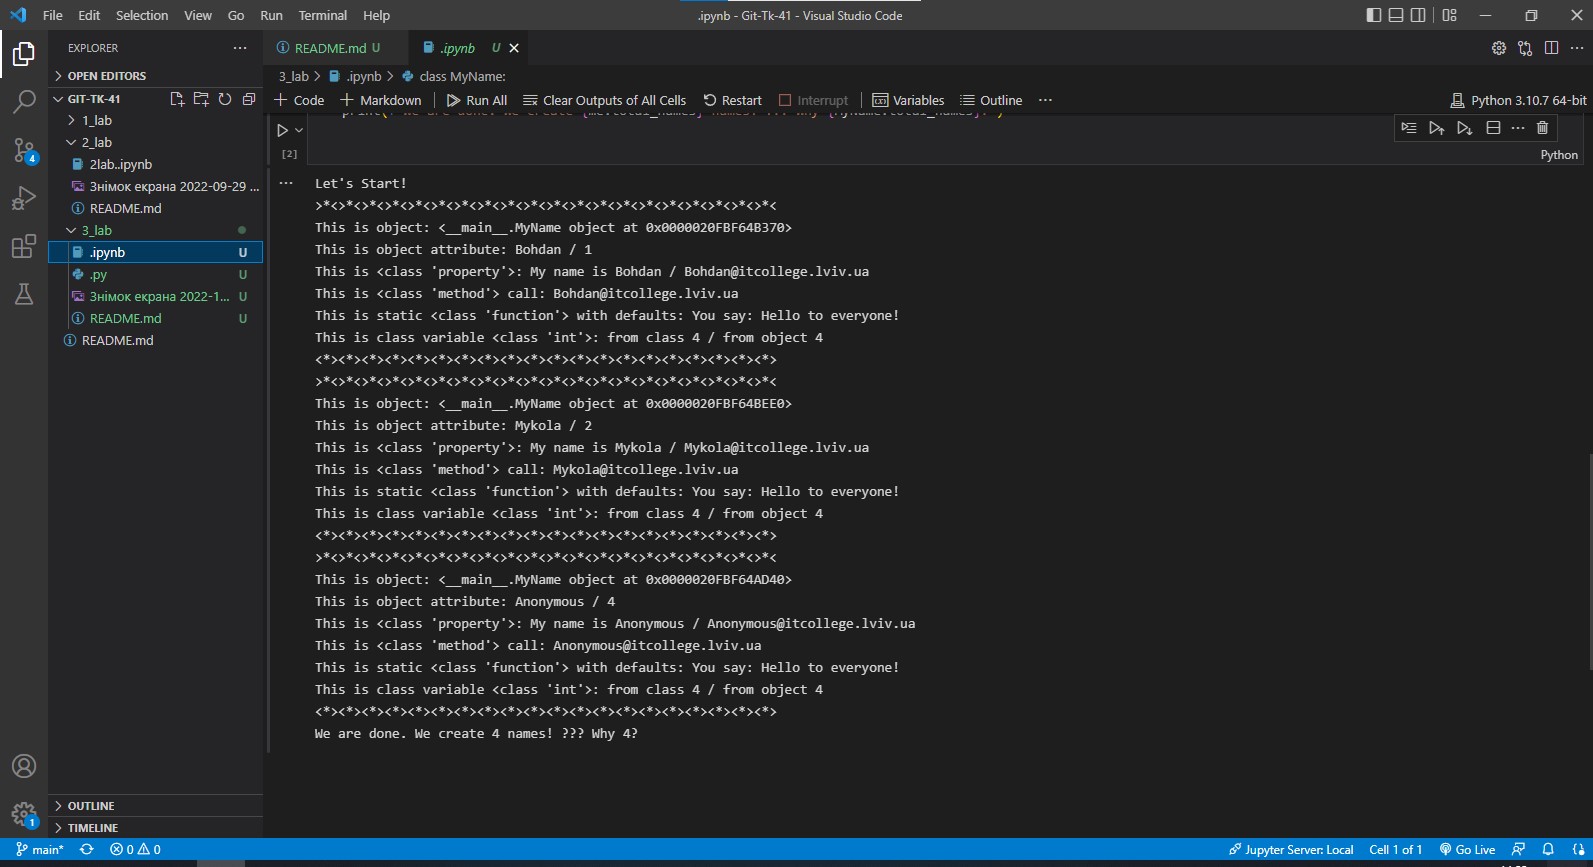 File Edit Selection View Go Run Terminal Help
.ipynb - Git-Tk-41 - Visual Studio Code
EXPLORER
OPEN EDITORS
GIT-TK-41
1_lab
2_lab
2lab..ipynb
Знімок екрана 2022-09-29 ...
README.md
3_lab
.ipynb U
.py U
Знімок екрана 2022-1... U
README.md U
README.md
OUTLINE
TIMELINE
4
1
README.md U
.ipynb U
3_lab > .ipynb > class MyName:
Code Markdown Run All Clear Outputs of All Cells Restart Interrupt Variables Outline ...
Python 3.10.7 64-bit
[2]
Python
Let's Start!
>*<>*<>*<>*<>*<>*<>*<>*<>*<>*<>*<>*<>*<>*<>*<>*<>*<>*<>*<>*<
This is object: <__main__.MyName object at 0x0000020FBF64B370>
This is object attribute: Bohdan / 1
This is <class 'property'>: My name is Bohdan / Bohdan@itcollege.lviv.ua
This is <class 'method'> call: Bohdan@itcollege.lviv.ua
This is static <class 'function'> with defaults: You say: Hello to everyone!
This is class variable <class 'int'>: from class 4 / from object 4
<*><*><*><*><*><*><*><*><*><*><*><*><*><*><*><*><*><*><*><*>
>*<>*<>*<>*<>*<>*<>*<>*<>*<>*<>*<>*<>*<>*<>*<>*<>*<>*<>*<>*<
This is object: <__main__.MyName object at 0x0000020FBF64BEE0>
This is object attribute: Mykola / 2
This is <class 'property'>: My name is Mykola / Mykola@itcollege.lviv.ua
This is <class 'method'> call: Mykola@itcollege.lviv.ua
This is static <class 'function'> with defaults: You say: Hello to everyone!
This is class variable <class 'int'>: from class 4 / from object 4
<*><*><*><*><*><*><*><*><*><*><*><*><*><*><*><*><*><*><*><*>
>*<>*<>*<>*<>*<>*<>*<>*<>*<>*<>*<>*<>*<>*<>*<>*<>*<>*<>*<>*<
This is object: <__main__.MyName object at 0x0000020FBF64AD40>
This is object attribute: Anonymous / 4
This is <class 'property'>: My name is Anonymous / Anonymous@itcollege.lviv.ua
This is <class 'method'> call: Anonymous@itcollege.lviv.ua
This is static <class 'function'> with defaults: You say: Hello to everyone!
This is class variable <class 'int'>: from class 4 / from object 4
<*><*><*><*><*><*><*><*><*><*><*><*><*><*><*><*><*><*><*><*>
We are done. We create 4 names! ??? Why 4?
main* 0 0
Jupyter Server: Local Cell 1 of 1 Go Live